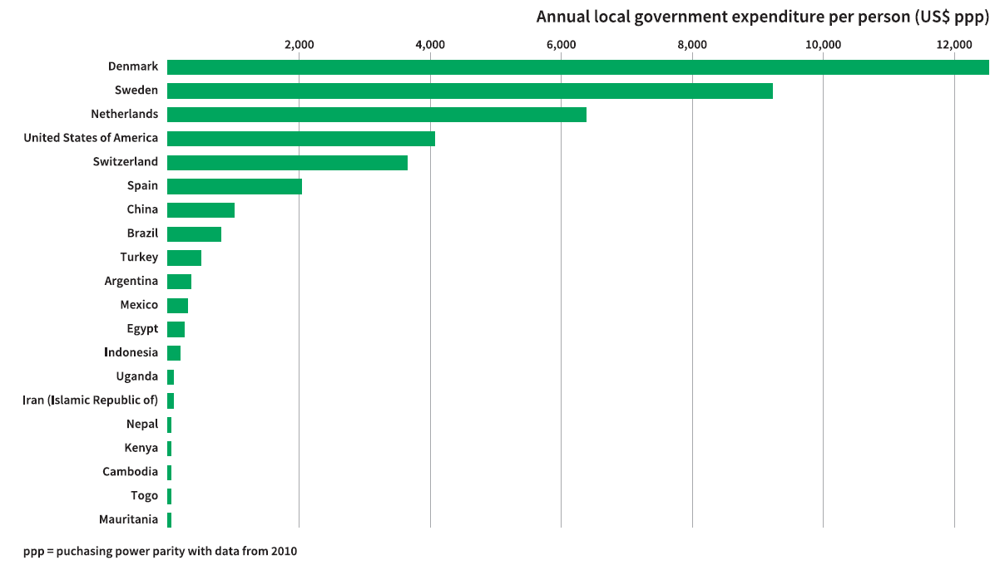 Annual local government expenditure per person (US$ ppp)
2,000 4,000 6,000 8,000 10,000 12,000
Denmark
Sweden
Netherlands
United States of America
Switzerland
Spain
China
Brazil
Turkey
Argentina
Mexico
Egypt
Indonesia
Uganda
Iran (Islamic Republic of)
Nepal
Kenya
Cambodia
Togo
Mauritania
ppp = puchasing power parity with data from 2010